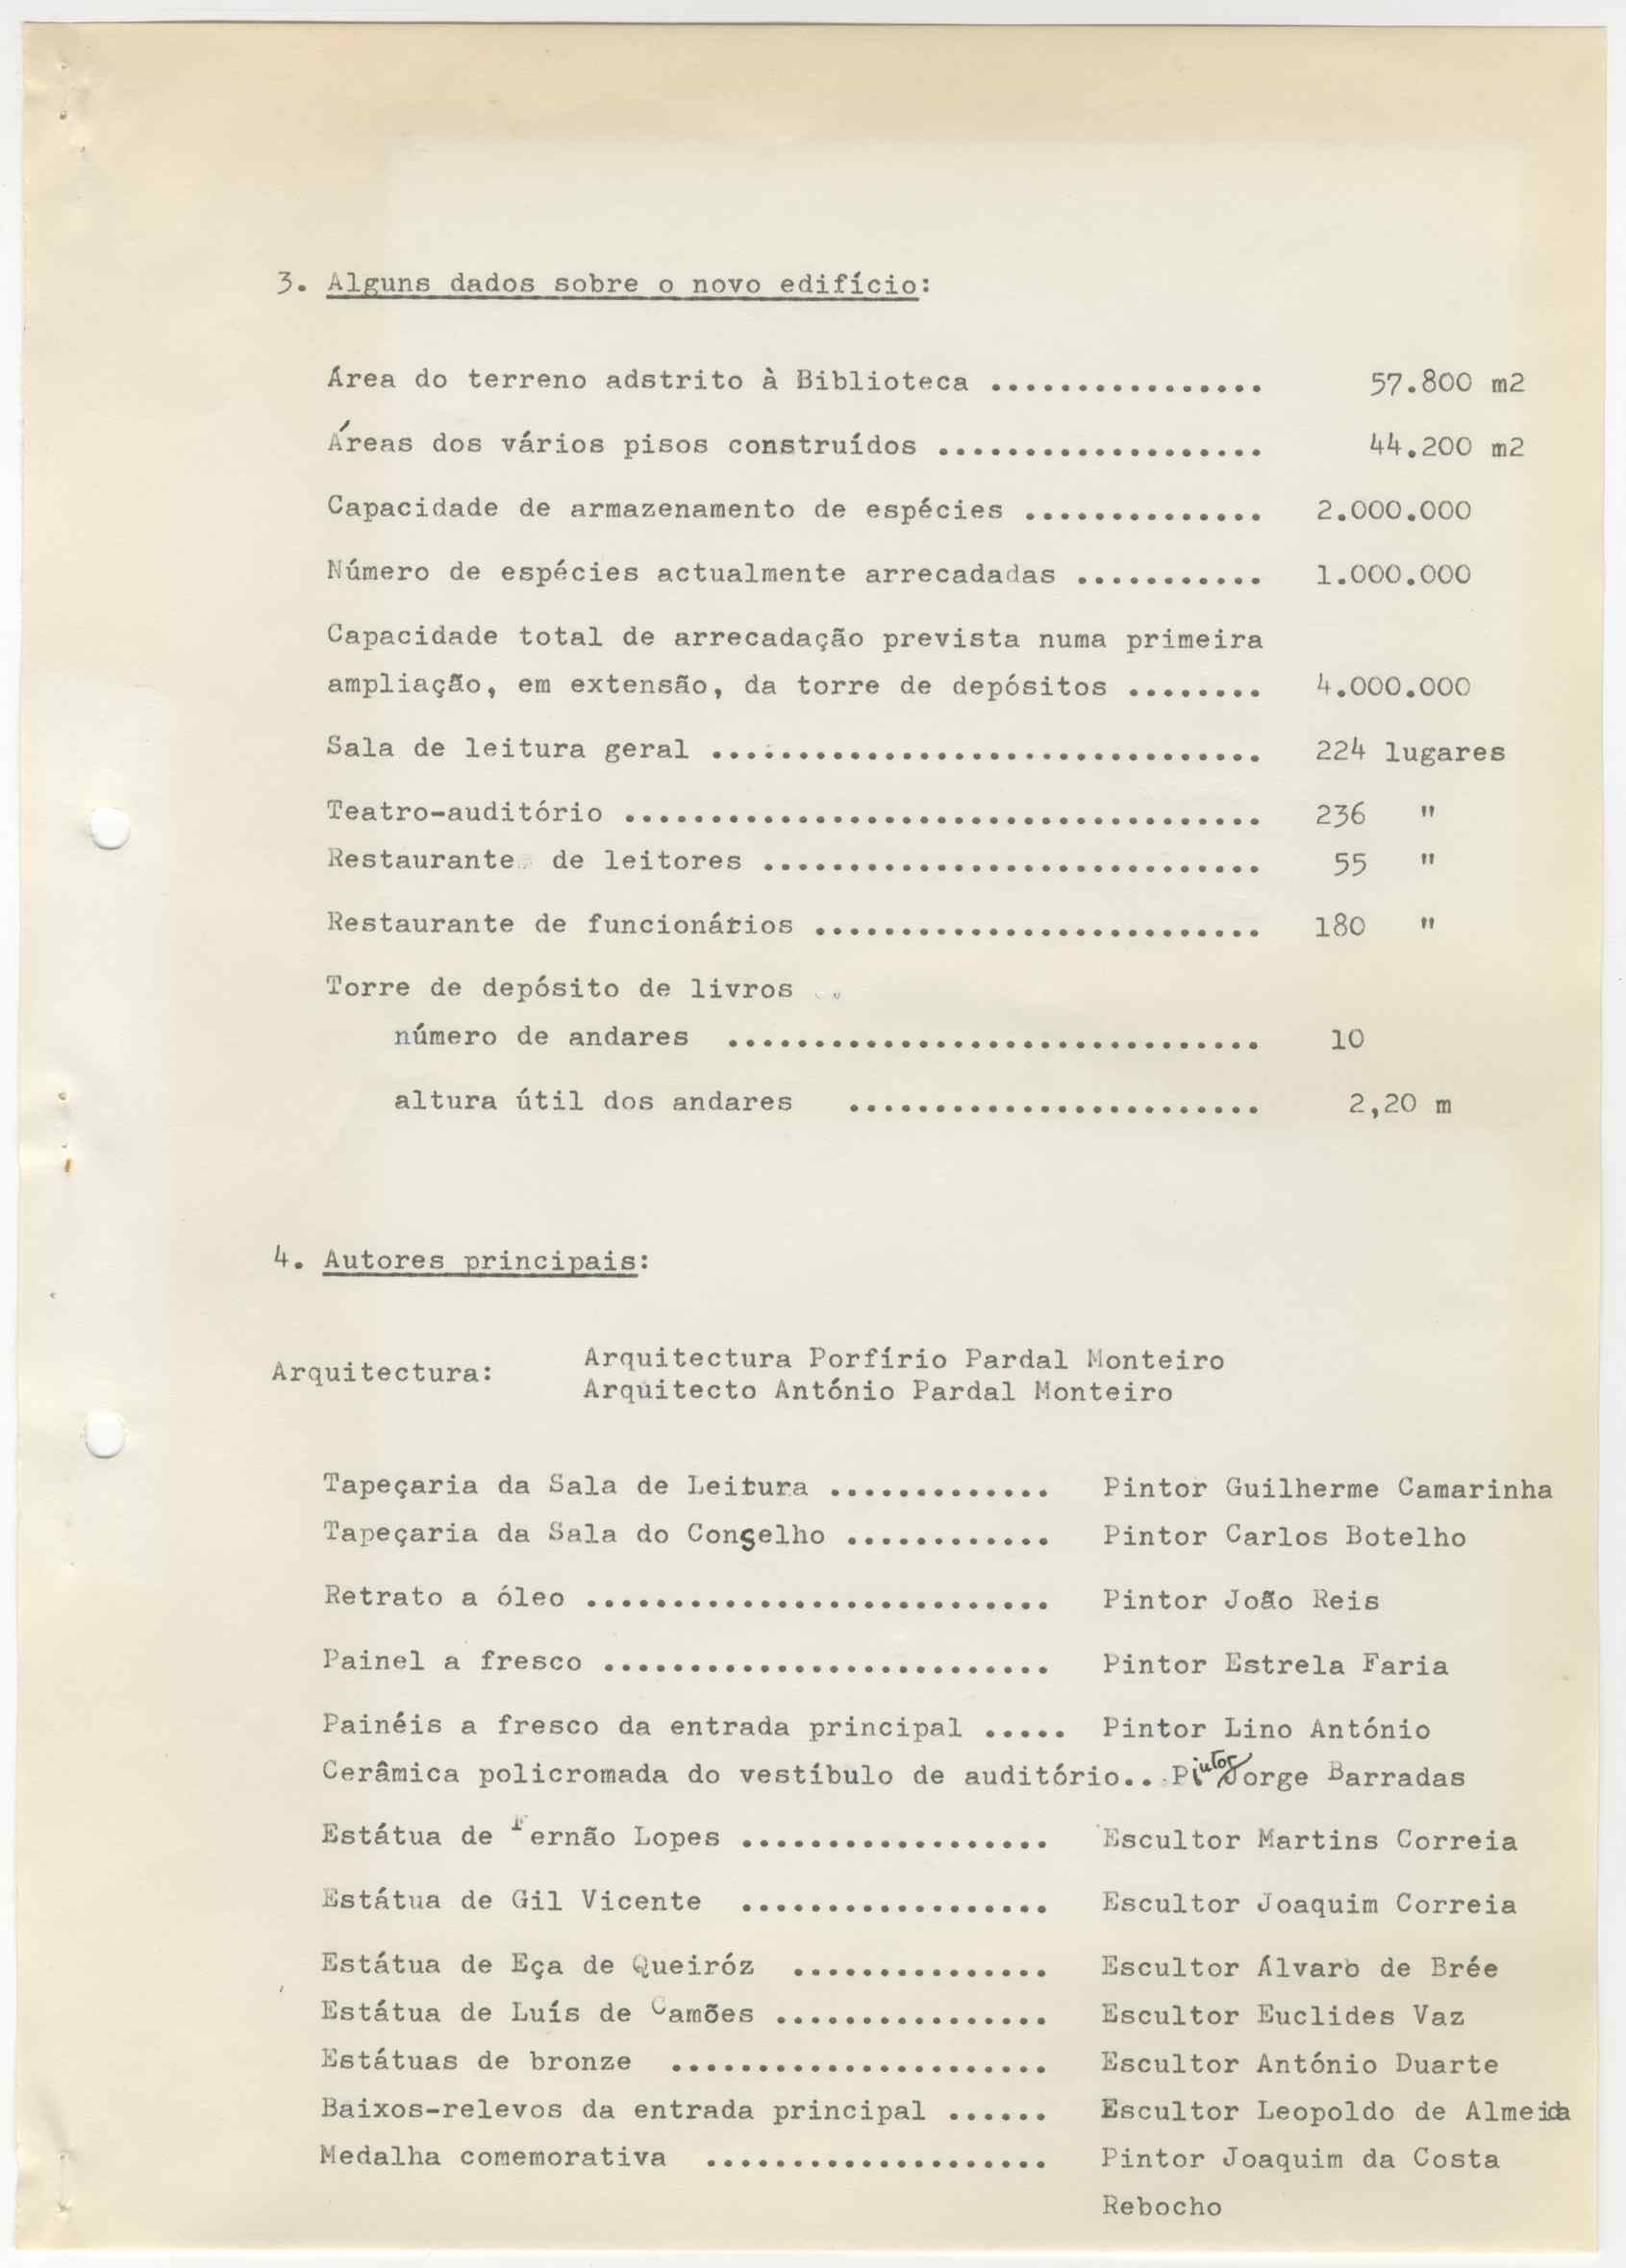 3. Alguns dados sobre o novo edifício:
Área do terreno adstrito à Biblioteca ................ 57.800 m2
Áreas dos vários pisos construídos ................... 44.200 m2
Capacidade de armazenamento de espécies .............. 2.000.000
Número de espécies actualmente arrecadadas ........... 1.000.000
Capacidade total de arrecadação prevista numa primeira
ampliação, em extensão, da torre de depósitos ........ 4.000.000
Sala de leitura geral ................................ 224 lugares
Teatro-auditório ..................................... 236 "
Restaurante de leitores ............................. 55 "
Restaurante de funcionários .......................... 180 "
Torre de depósito de livros
número de andares ............................... 10
altura útil dos andares ........................ 2,20 m
4. Autores principais:
Arquitectura: Arquitectura Porfírio Pardal Monteiro
Arquitecto António Pardal Monteiro
Tapeçaria da Sala de Leitura ............. Pintor Guilherme Camarinha
Tapeçaria da Sala do Conselho ............ Pintor Carlos Botelho
Retrato a óleo ........................... Pintor João Reis
Painel a fresco .......................... Pintor Estrela Faria
Painéis a fresco da entrada principal ..... Pintor Lino António
Cerâmica policromada do vestíbulo de auditório.. Pintor Jorge Barradas
Estátua de Fernão Lopes .................. Escultor Martins Correia
Estátua de Gil Vicente .................. Escultor Joaquim Correia
Estátua de Eça de Queiróz ............... Escultor Álvaro de Brée
Estátua de Luís de Camões ................ Escultor Euclides Vaz
Estátuas de bronze ...................... Escultor António Duarte
Baixos-relevos da entrada principal ...... Escultor Leopoldo de Almeida
Medalha comemorativa .................... Pintor Joaquim da Costa
Rebocho